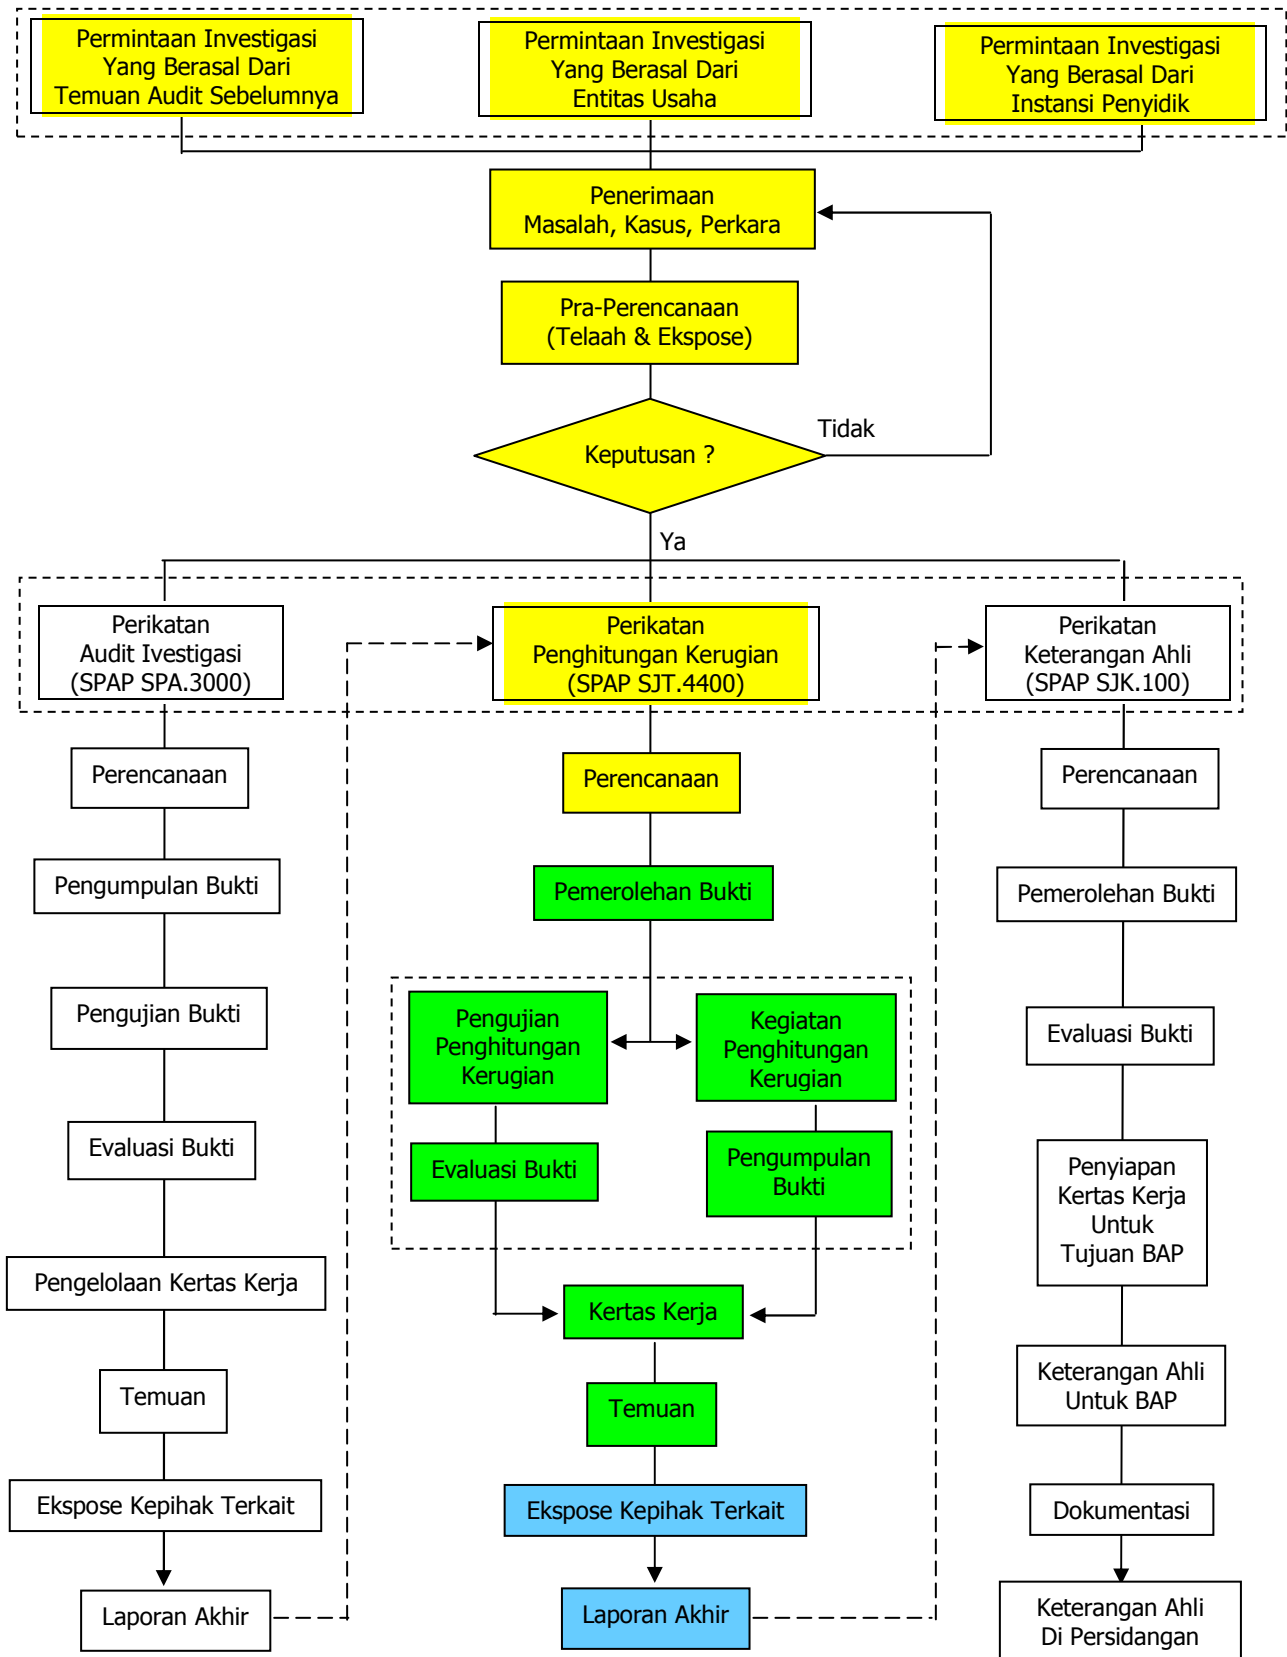 Permintaan Investigasi
Yang Berasal Dari
Temuan Audit Sebelumnya
Permintaan Investigasi
Yang Berasal Dari
Entitas Usaha
Permintaan Investigasi
Yang Berasal Dari
Instansi Penyidik
Penerimaan
Masalah, Kasus, Perkara
Pra-Perencanaan
(Telaah & Ekspose)
Keputusan ?
Tidak
Ya
Perikatan
Audit Ivestigasi
(SPAP SPA.3000)
Perikatan
Penghitungan Kerugian
(SPAP SJT.4400)
Perikatan
Keterangan Ahli
(SPAP SJK.100)
Perencanaan
Pengumpulan Bukti
Pengujian Bukti
Evaluasi Bukti
Pengelolaan Kertas Kerja
Temuan
Ekspose Kepihak Terkait
Laporan Akhir
Perencanaan
Pemerolehan Bukti
Pengujian
Penghitungan
Kerugian
Kegiatan
Penghitungan
Kerugian
Evaluasi Bukti
Pengumpulan
Bukti
Kertas Kerja
Temuan
Ekspose Kepihak Terkait
Laporan Akhir
Perencanaan
Pemerolehan Bukti
Evaluasi Bukti
Penyiapan
Kertas Kerja
Untuk
Tujuan BAP
Keterangan Ahli
Untuk BAP
Dokumentasi
Keterangan Ahli
Di Persidangan